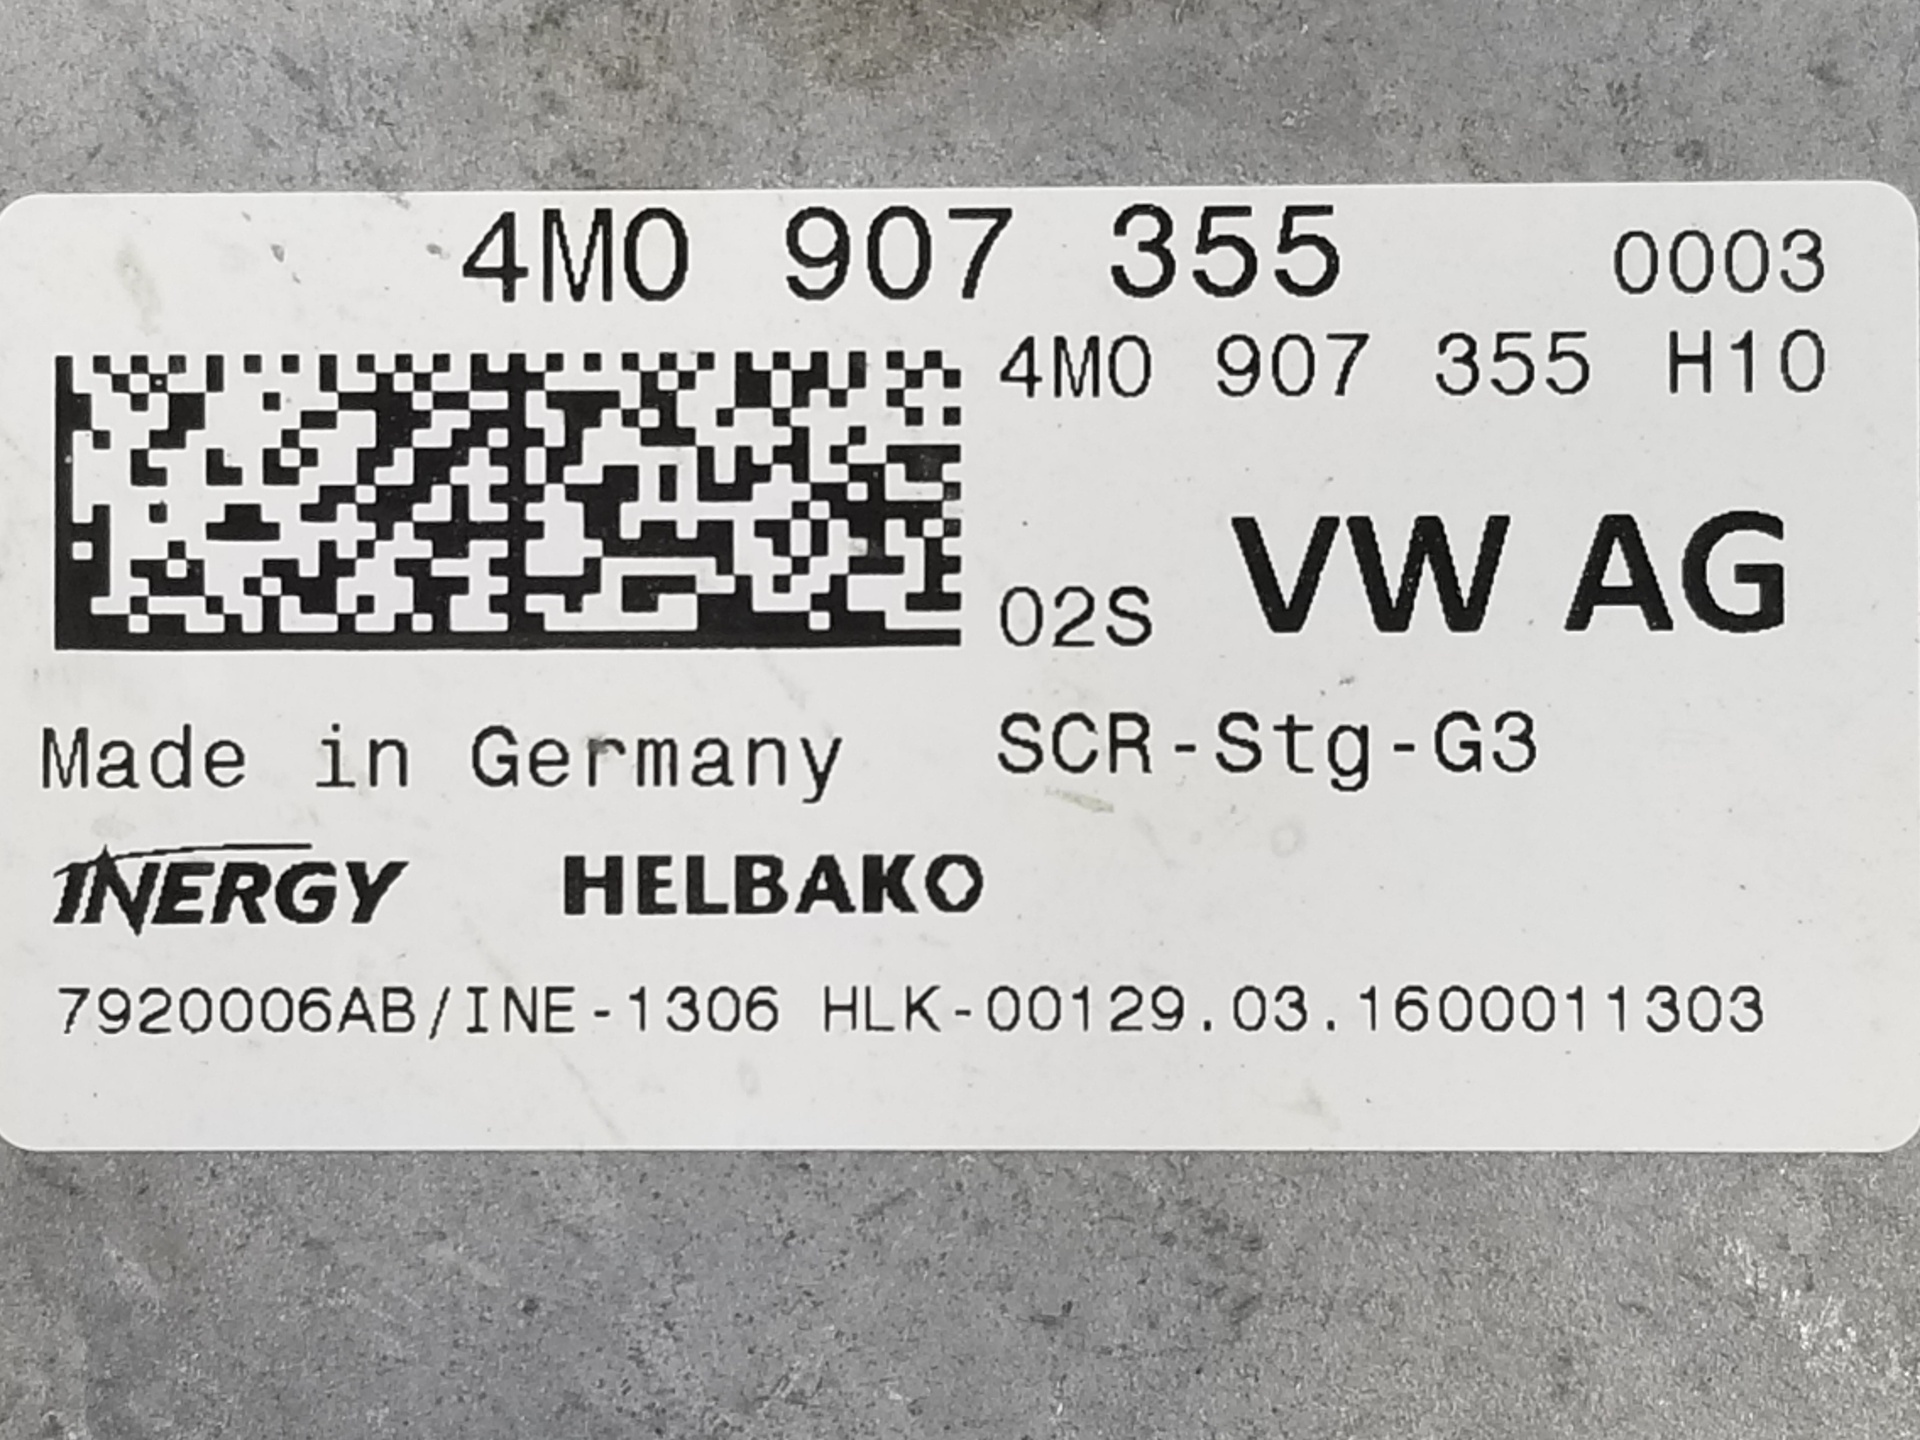 4M0 907 355 0003
4M0 907 355 H10
02S VW AG
Made in Germany SCR-Stg-G3
INERGY HELBAKO
7920006AB/INE-1306 HLK-00129.03.1600011303